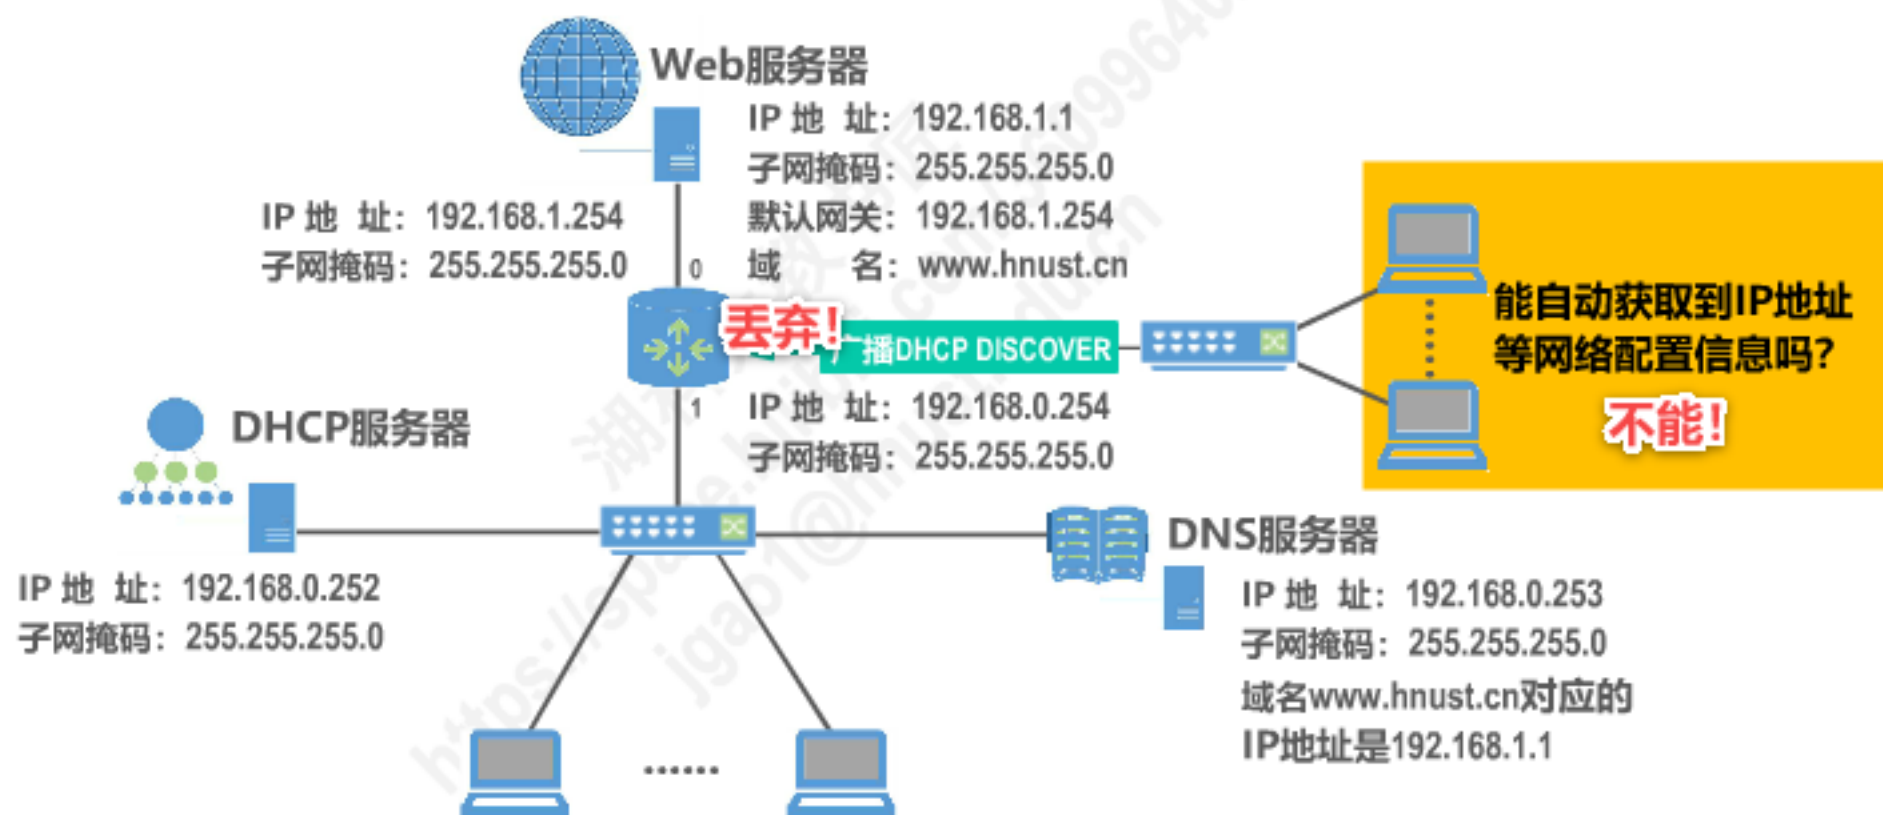 Web服务器
IP 地 址：192.168.1.1
子网掩码：255.255.255.0
默认网关：192.168.1.254
域 名：www.hnust.cn
IP 地 址：192.168.1.254
子网掩码：255.255.255.0
0
丢弃！
广播DHCP DISCOVER
能自动获取到IP地址
等网络配置信息吗？
不能！
1
IP 地 址：192.168.0.254
子网掩码：255.255.255.0
DHCP服务器
IP 地 址：192.168.0.252
子网掩码：255.255.255.0
DNS服务器
IP 地 址：192.168.0.253
子网掩码：255.255.255.0
域名www.hnust.cn对应的
IP地址是192.168.1.1